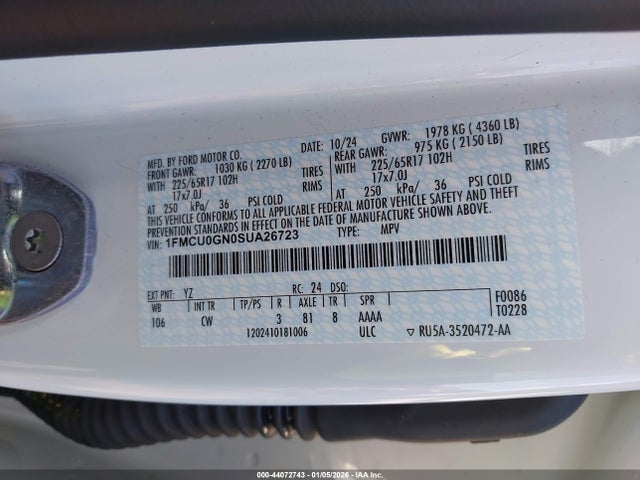 MFD. BY FORD MOTOR CO. DATE: 10/24 GVWR: 1978 KG ( 4360 LB)
FRONT GAWR: 1030 KG ( 2270 LB) REAR GAWR: 975 KG ( 2150 LB)
WITH 225/65R17 102H TIRES WITH 225/65R17 102H TIRES
17x7.0J RIMS 17x7.0J RIMS
AT 250 kPa/ 36 PSI COLD AT 250 kPa/ 36 PSI COLD
THIS VEHICLE CONFORMS TO ALL APPLICABLE FEDERAL MOTOR VEHICLE SAFETY AND THEFT
PREVENTION STANDARDS IN EFFECT ON THE DATE OF MANUFACTURE SHOWN ABOVE.
VIN: 1FMCU0GN0SUA26723 TYPE: MPV
EXT PNT: YZ RC: 24 DSO: F0086
WB INT TR TP/PS R AXLE TR SPR T0228
106 CW 3 81 8 AAAA
1202410181006 ULC ▽ RU5A-3520472-AA
000-44072743 - 01/05/2026 - IAA Inc.